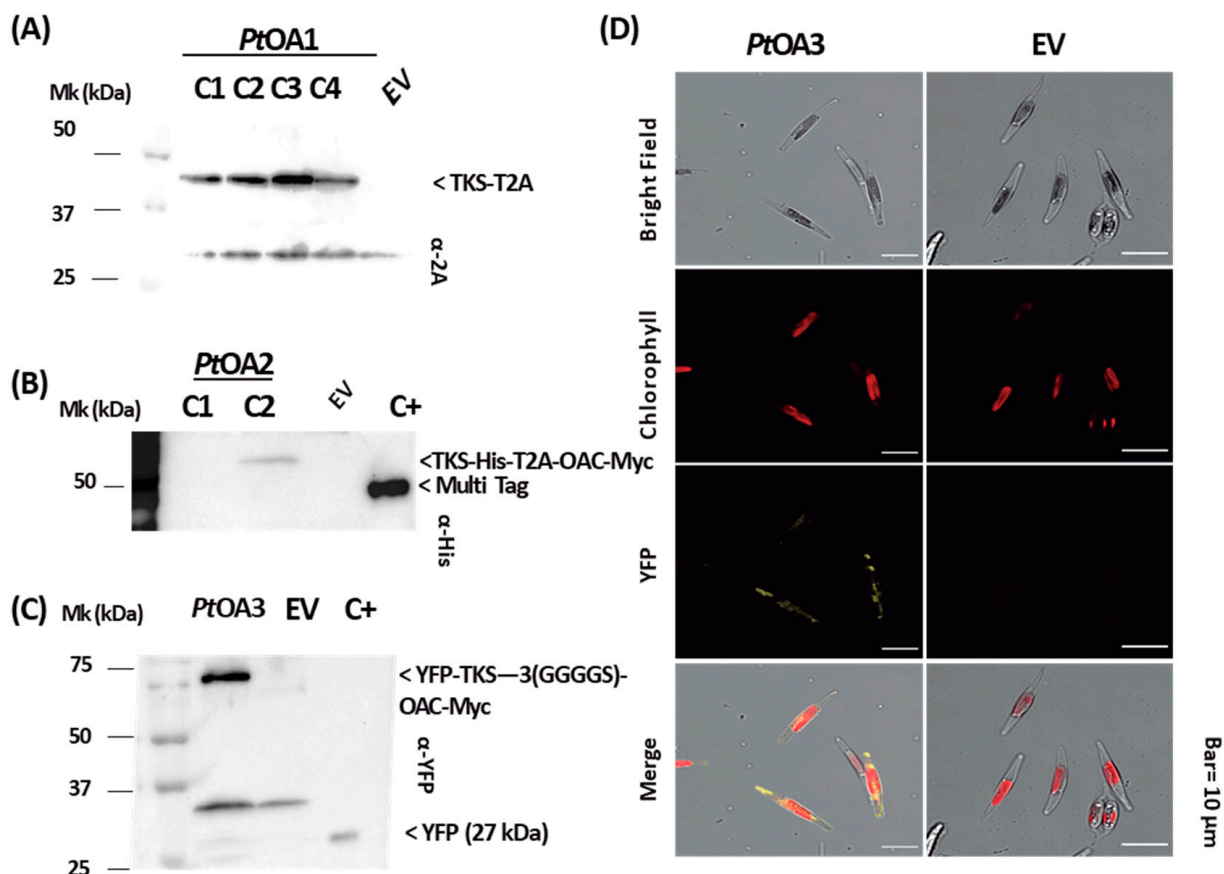 (A)
PtOA1
Mk (kDa) C1 C2 C3 C4 EV
50
< TKS-T2A
37
α-2A
25
(B)
PtOA2
Mk (kDa) C1 C2 EV C+
<TKS-His-T2A-OAC-Myc
50
< Multi Tag
α-His
(C) Mk (kDa) PtOA3 EV C+
75
< YFP-TKS—3(GGGGS)-
OAC-Myc
50
α-YFP
37
< YFP (27 kDa)
25
(D)
PtOA3 EV
Bright Field
Chlorophyll
YFP
Merge
Bar= 10 μm